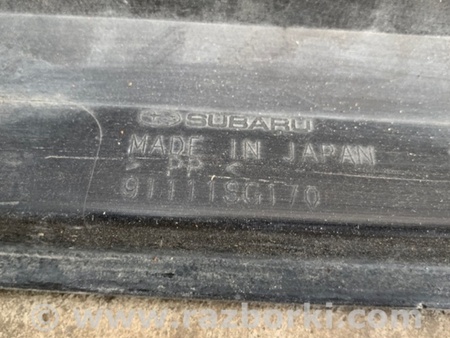 SUBARU
MADE IN JAPAN
> PP <
91111SG170
www.razborki.com